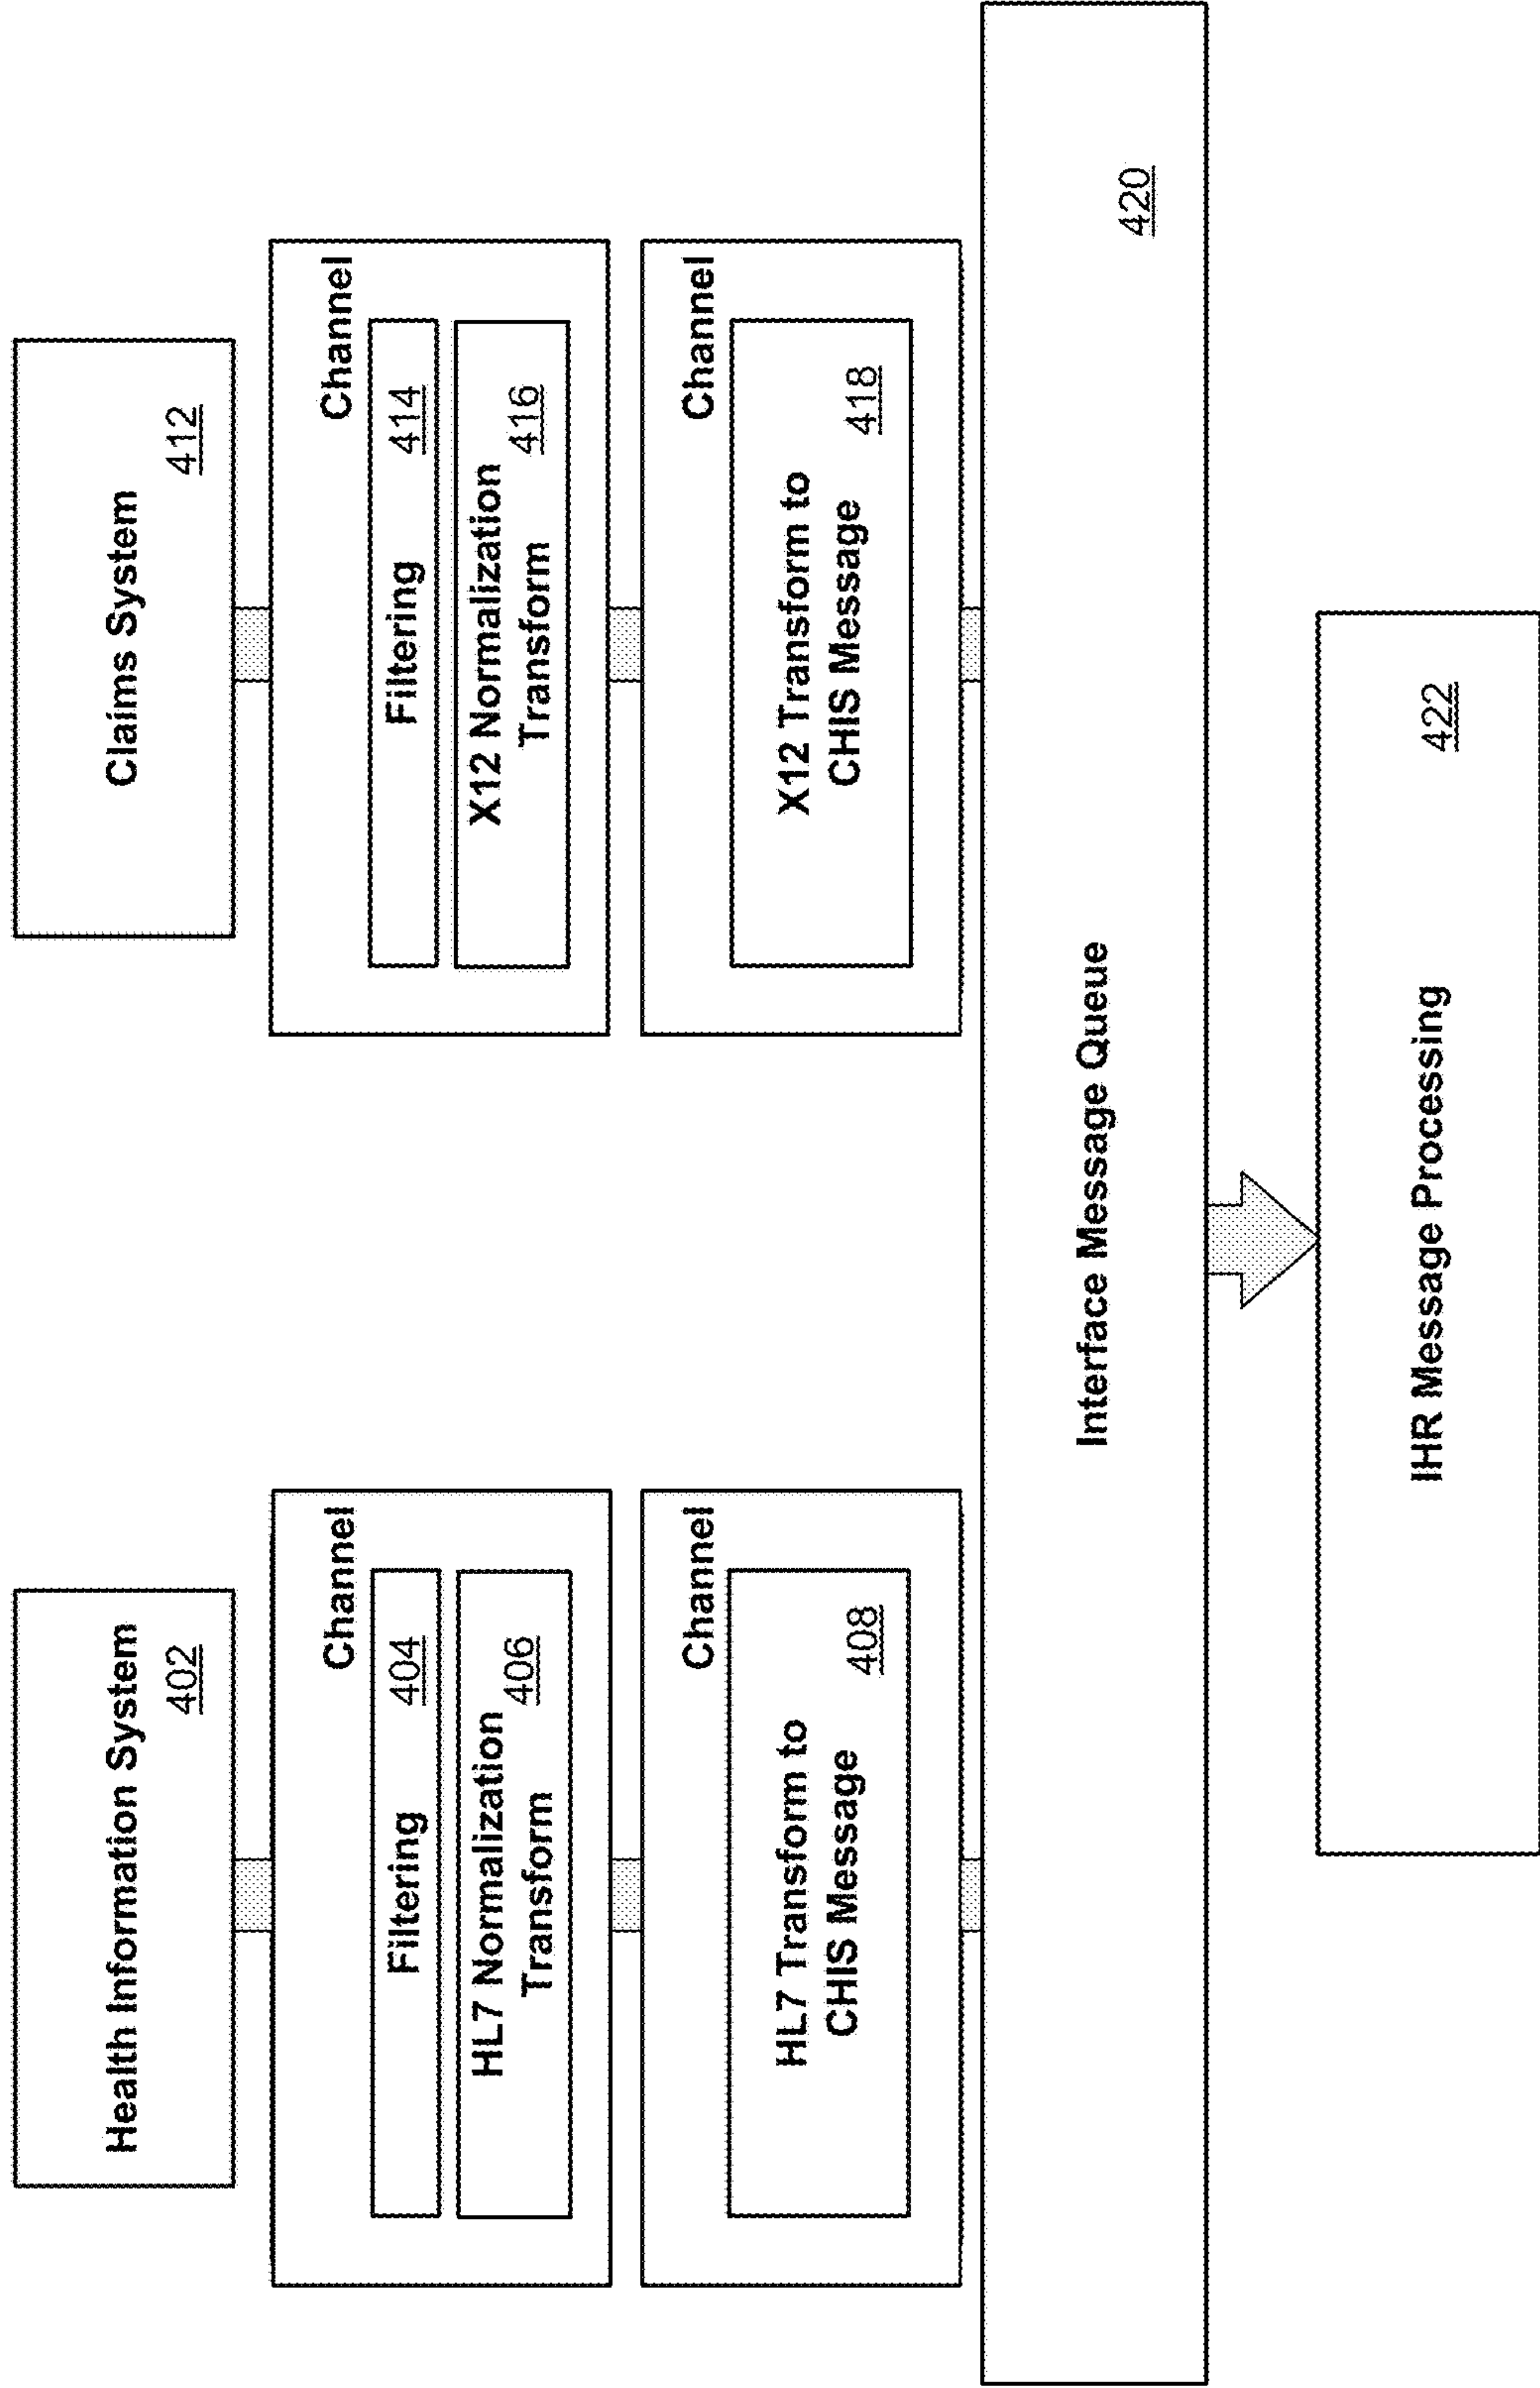 Health Information System
402
Channel
Filtering 404
HL7 Normalization
Transform 406
Channel
HL7 Transform to
CHIS Message 408
Claims System
412
Channel
Filtering 414
X12 Normalization
Transform 416
Channel
X12 Transform to
CHIS Message 418
Interface Message Queue
420
IHR Message Processing
422